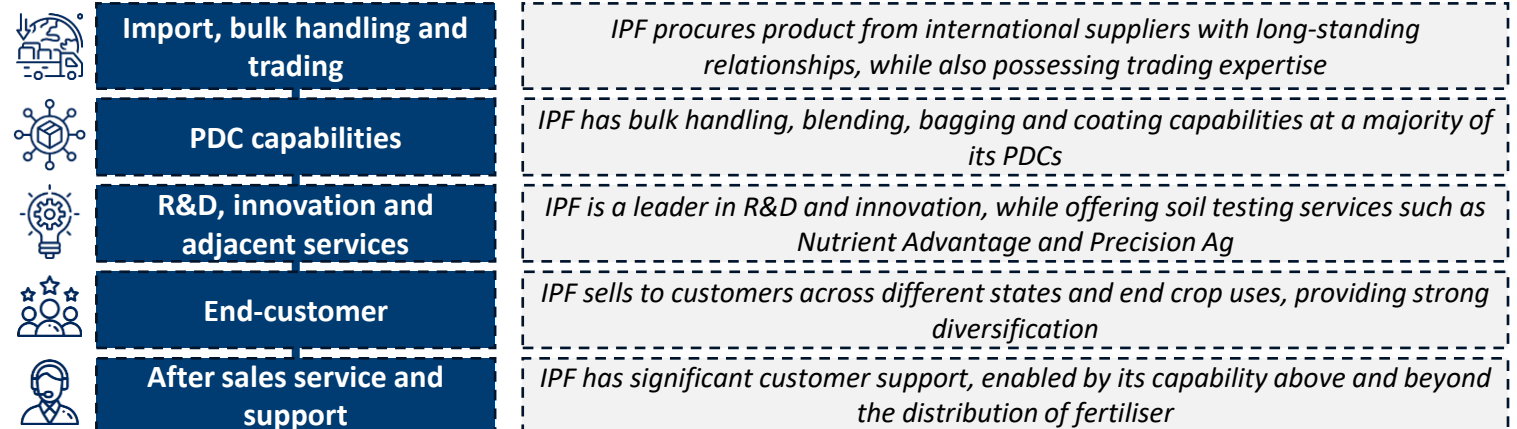 Import, bulk handling and
trading
IPF procures product from international suppliers with long-standing
relationships, while also possessing trading expertise
PDC capabilities
IPF has bulk handling, blending, bagging and coating capabilities at a majority of
its PDCs
R&D, innovation and
adjacent services
IPF is a leader in R&D and innovation, while offering soil testing services such as
Nutrient Advantage and Precision Ag
End-customer
IPF sells to customers across different states and end crop uses, providing strong
diversification
After sales service and
support
IPF has significant customer support, enabled by its capability above and beyond
the distribution of fertiliser